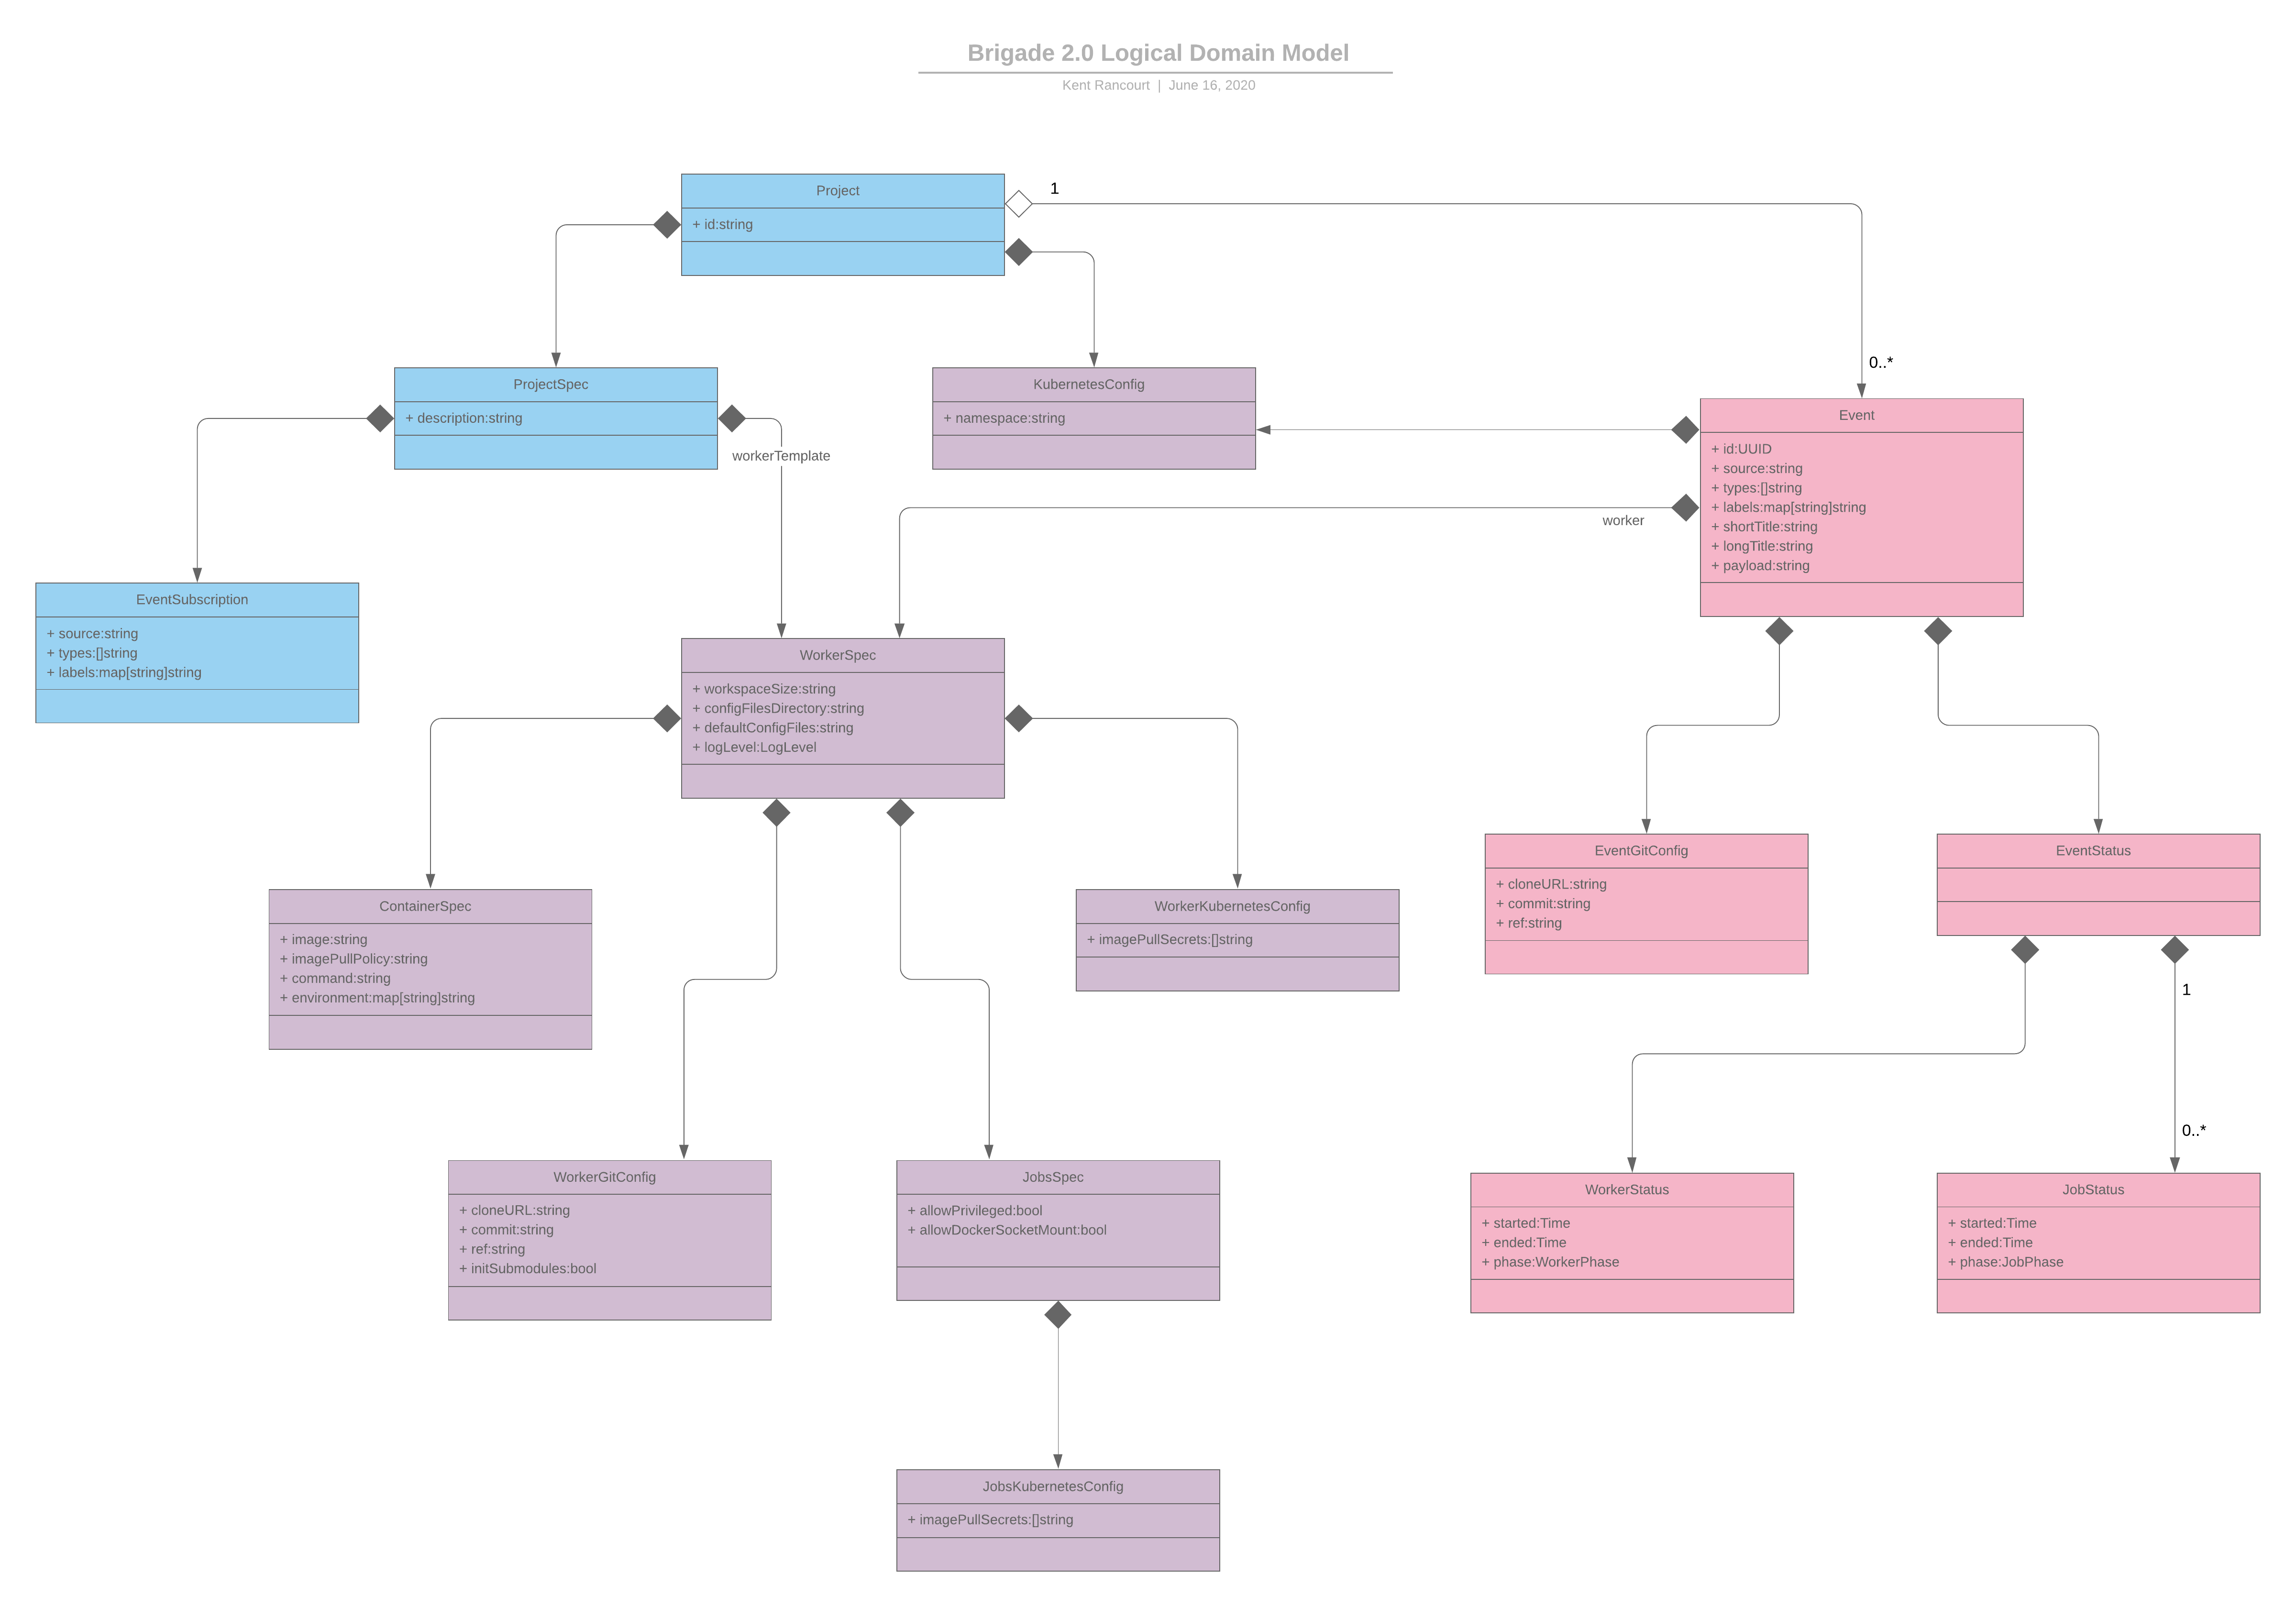 Brigade 2.0 Logical Domain Model
Kent Rancourt | June 16, 2020
Project
+ id:string
1
0..*
ProjectSpec
+ description:string
workerTemplate
KubernetesConfig
+ namespace:string
Event
+ id:UUID
+ source:string
+ types:[]string
+ labels:map[string]string
+ shortTitle:string
+ longTitle:string
+ payload:string
worker
EventSubscription
+ source:string
+ types:[]string
+ labels:map[string]string
WorkerSpec
+ workspaceSize:string
+ configFilesDirectory:string
+ defaultConfigFiles:string
+ logLevel:LogLevel
ContainerSpec
+ image:string
+ imagePullPolicy:string
+ command:string
+ environment:map[string]string
WorkerKubernetesConfig
+ imagePullSecrets:[]string
EventGitConfig
+ cloneURL:string
+ commit:string
+ ref:string
EventStatus
1
0..*
WorkerGitConfig
+ cloneURL:string
+ commit:string
+ ref:string
+ initSubmodules:bool
JobsSpec
+ allowPrivileged:bool
+ allowDockerSocketMount:bool
WorkerStatus
+ started:Time
+ ended:Time
+ phase:WorkerPhase
JobStatus
+ started:Time
+ ended:Time
+ phase:JobPhase
JobsKubernetesConfig
+ imagePullSecrets:[]string